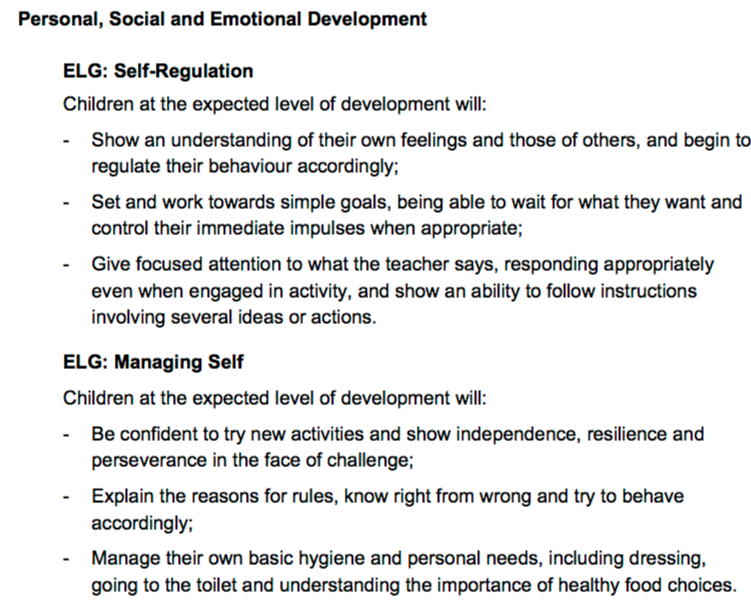 Personal, Social and Emotional Development
ELG: Self-Regulation
Children at the expected level of development will:
- Show an understanding of their own feelings and those of others, and begin to
regulate their behaviour accordingly;
- Set and work towards simple goals, being able to wait for what they want and
control their immediate impulses when appropriate;
- Give focused attention to what the teacher says, responding appropriately
even when engaged in activity, and show an ability to follow instructions
involving several ideas or actions.
ELG: Managing Self
Children at the expected level of development will:
- Be confident to try new activities and show independence, resilience and
perseverance in the face of challenge;
- Explain the reasons for rules, know right from wrong and try to behave
accordingly;
- Manage their own basic hygiene and personal needs, including dressing,
going to the toilet and understanding the importance of healthy food choices.